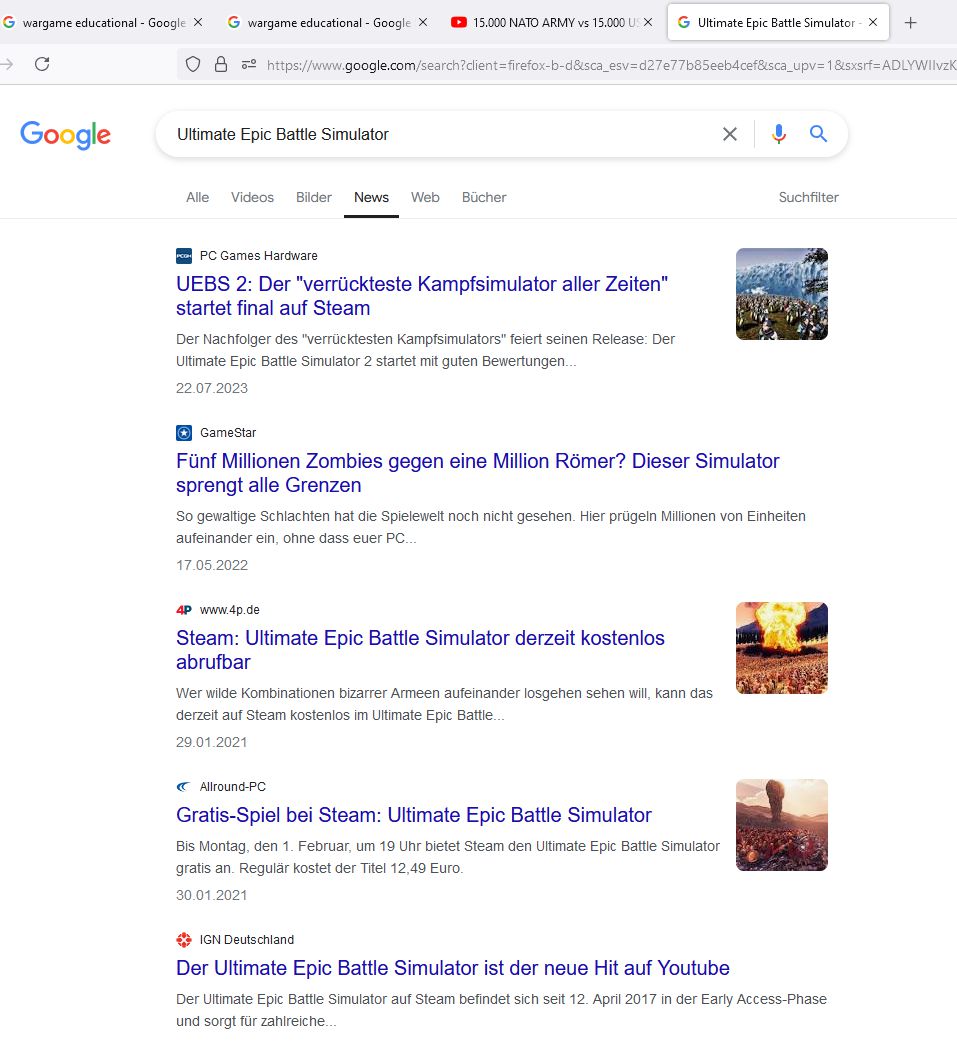 wargame educational - Google
wargame educational - Google
15.000 NATO ARMY vs 15.000 US
Ultimate Epic Battle Simulator -
https://www.google.com/search?client=firefox-b-d&sca_esv=d27e77b85eeb4cef&sca_upv=1&sxsrf=ADLYWIIvzK
Google
Ultimate Epic Battle Simulator
Alle Videos Bilder News Web Bücher Suchfilter
PCGH PC Games Hardware
UEBS 2: Der "verrückteste Kampfsimulator aller Zeiten"
startet final auf Steam
Der Nachfolger des "verrücktesten Kampfsimulators" feiert seinen Release: Der
Ultimate Epic Battle Simulator 2 startet mit guten Bewertungen...
22.07.2023
GameStar
Fünf Millionen Zombies gegen eine Million Römer? Dieser Simulator
sprengt alle Grenzen
So gewaltige Schlachten hat die Spielewelt noch nicht gesehen. Hier prügeln Millionen von Einheiten
aufeinander ein, ohne dass euer PC...
17.05.2022
4P www.4p.de
Steam: Ultimate Epic Battle Simulator derzeit kostenlos
abrufbar
Wer wilde Kombinationen bizarrer Armeen aufeinander losgehen sehen will, kann das
derzeit auf Steam kostenlos im Ultimate Epic Battle...
29.01.2021
Allround-PC
Gratis-Spiel bei Steam: Ultimate Epic Battle Simulator
Bis Montag, den 1. Februar, um 19 Uhr bietet Steam den Ultimate Epic Battle Simulator
gratis an. Regulär kostet der Titel 12,49 Euro.
30.01.2021
IGN Deutschland
Der Ultimate Epic Battle Simulator ist der neue Hit auf Youtube
Der Ultimate Epic Battle Simulator auf Steam befindet sich seit 12. April 2017 in der Early Access-Phase
und sorgt für zahlreiche...